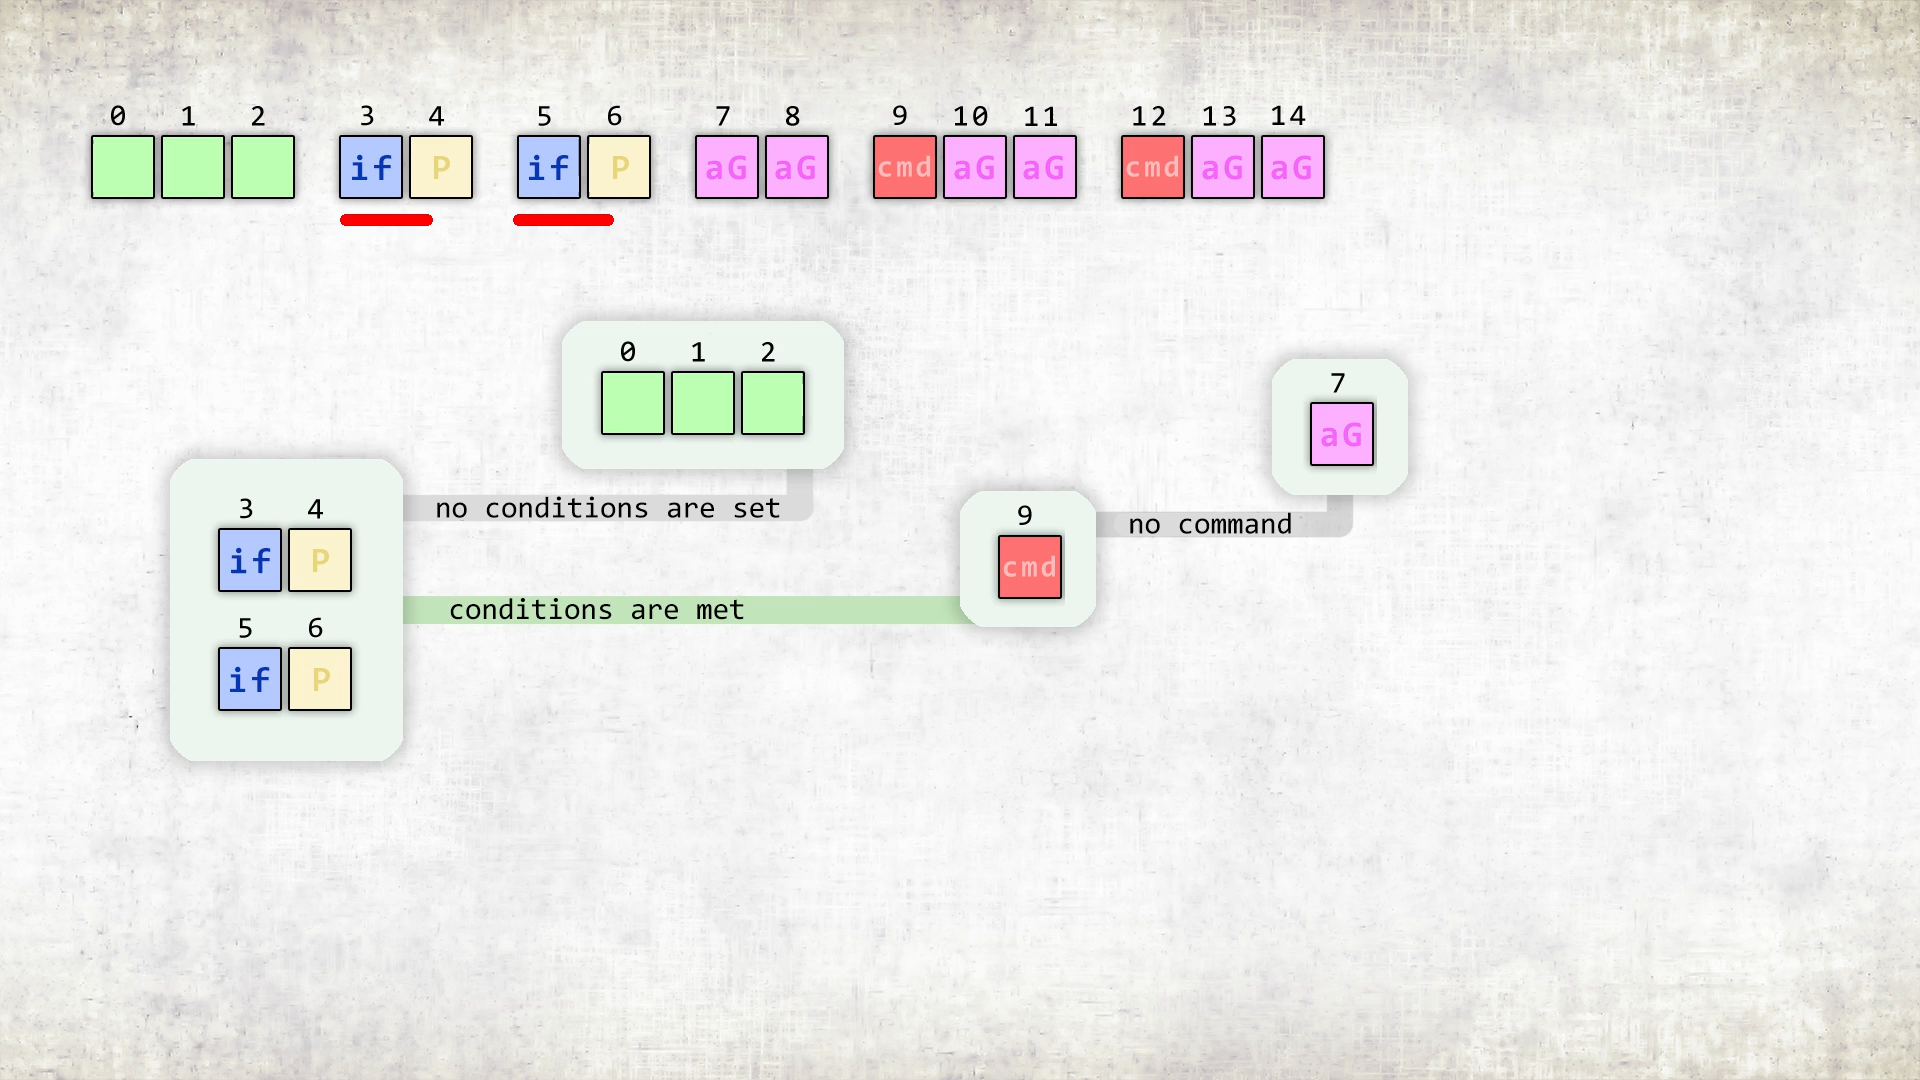 0 1 2 3 4 5 6 7 8 9 10 11 12 13 14
if P if P aG aG cmd aG aG cmd aG aG
0 1 2
7
aG
3 4
no conditions are set
9
no command
if P
cmd
conditions are met
5 6
if P